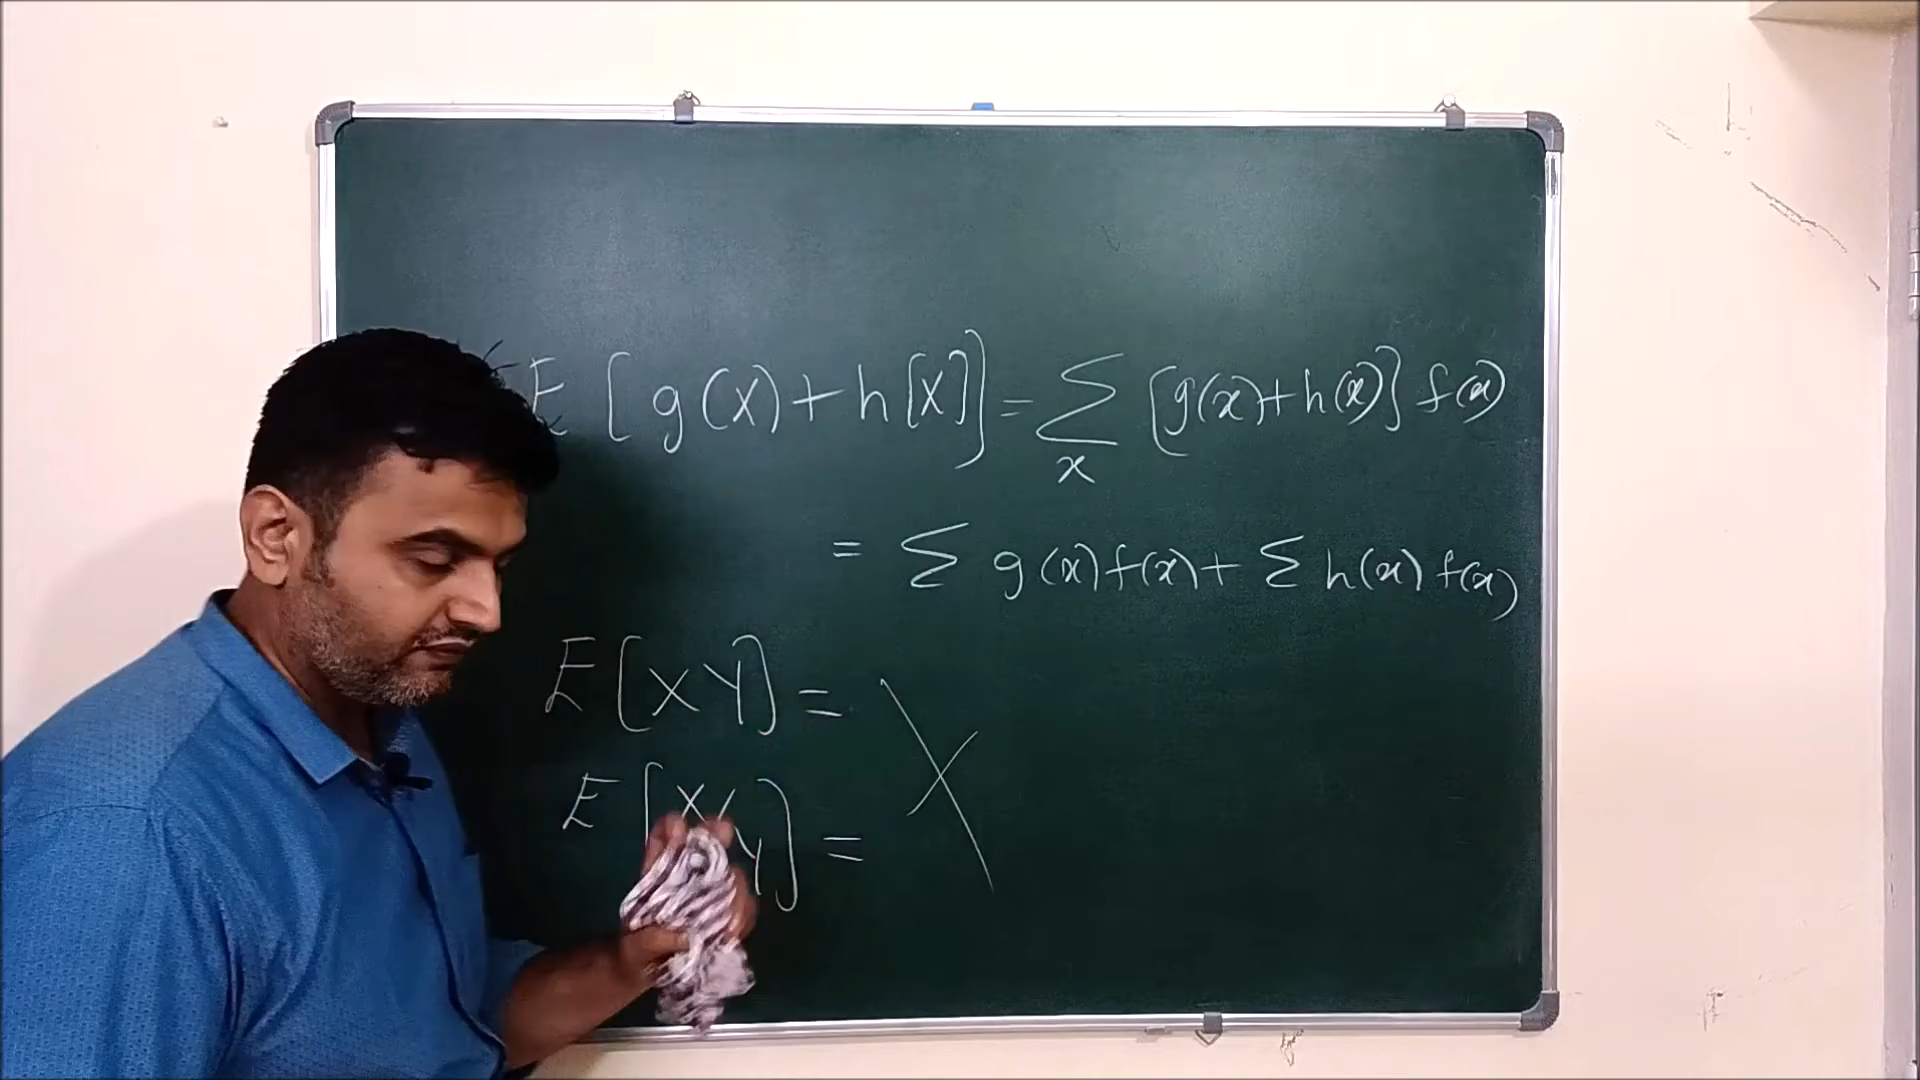 E [g(X) + h[X]] = ∑ₓ [g(x) + h(x)] f(x)
= ∑ g(x) f(x) + ∑ h(x) f(x)
E[XY] =
E[X/Y] =
X